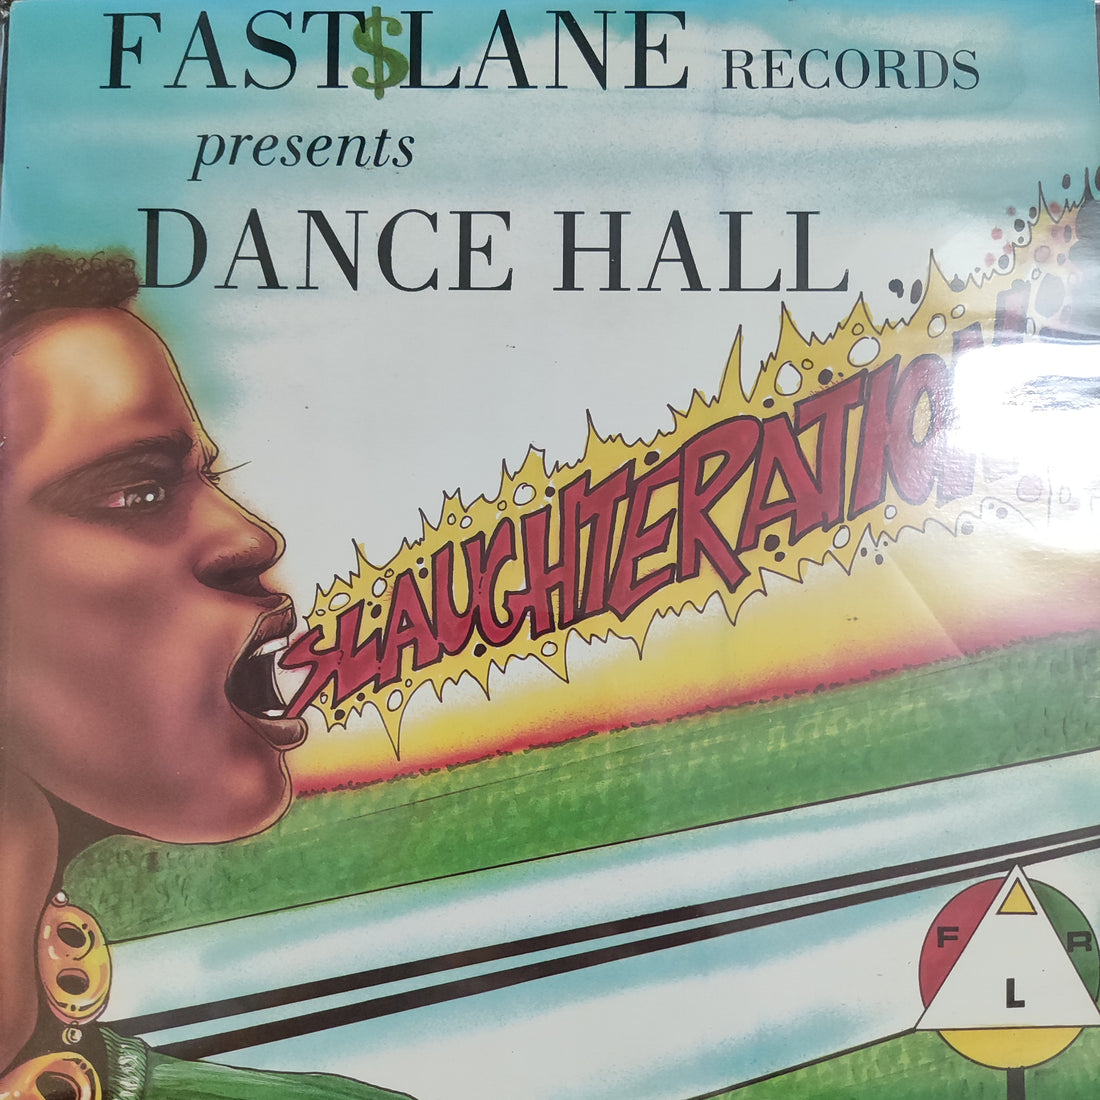 FAST$LANE RECORDS
presents
DANCE HALL
SLAUGHTERATION
F R
L